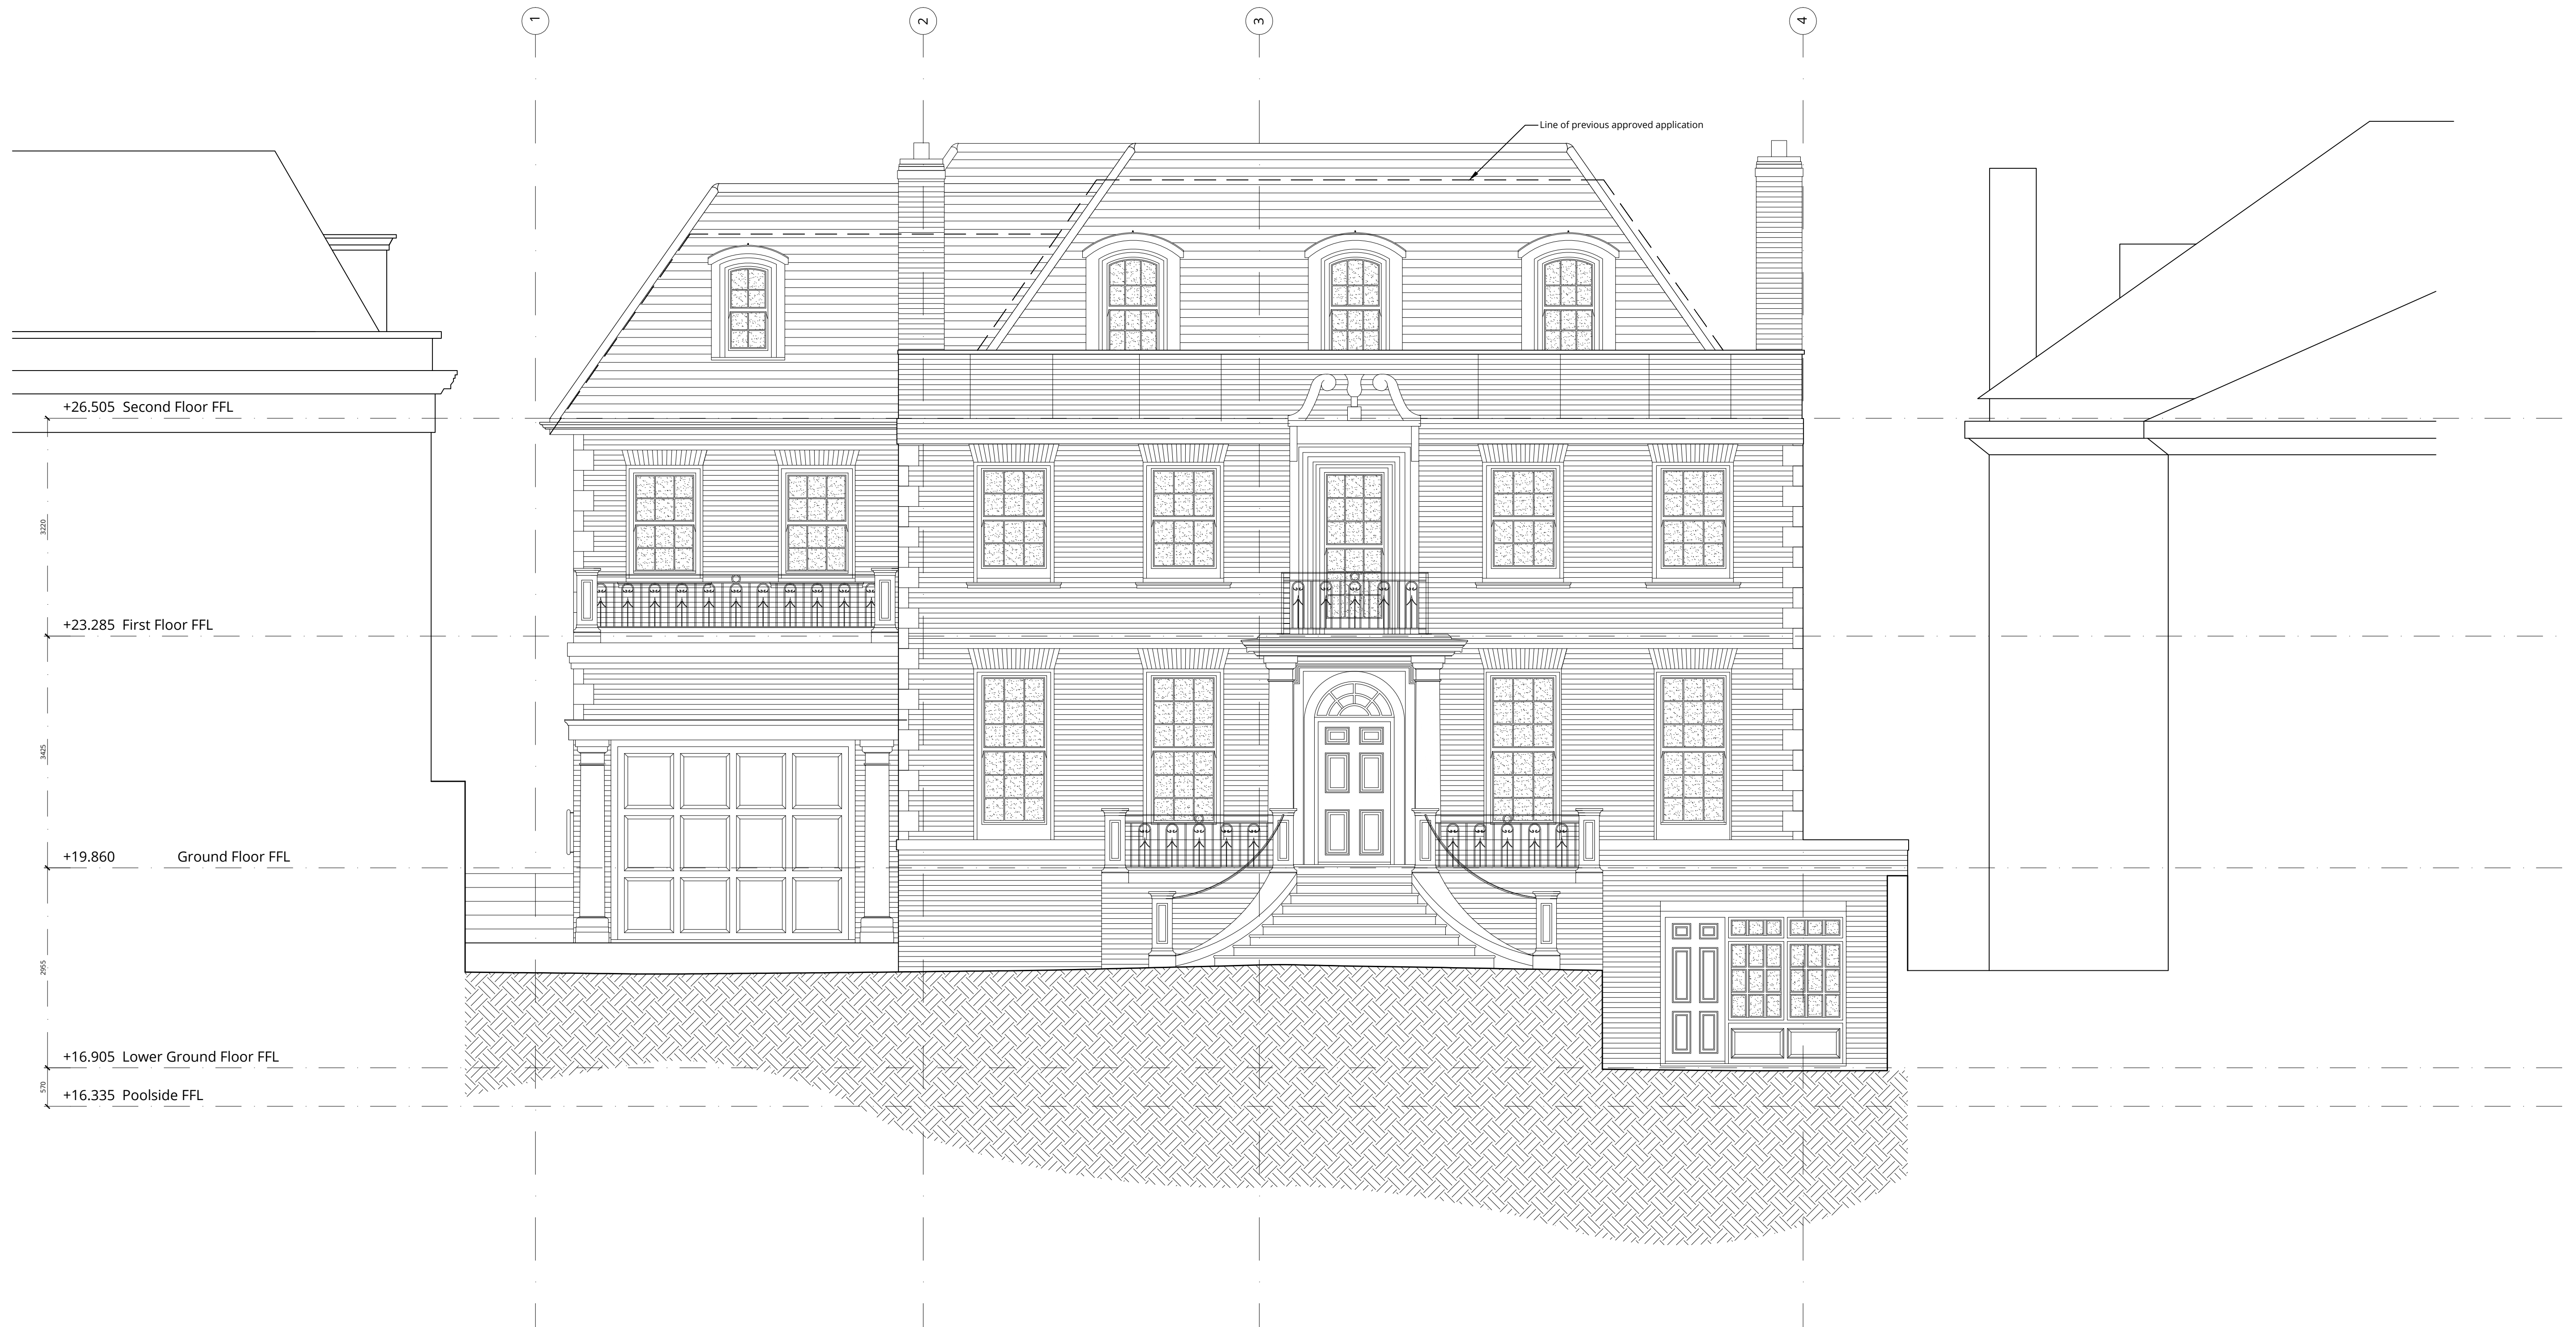 1
2
3
4
Line of previous approved application
+26.505 Second Floor FFL
3220
+23.285 First Floor FFL
3425
+19.860 Ground Floor FFL
2955
+16.905 Lower Ground Floor FFL
570
+16.335 Poolside FFL